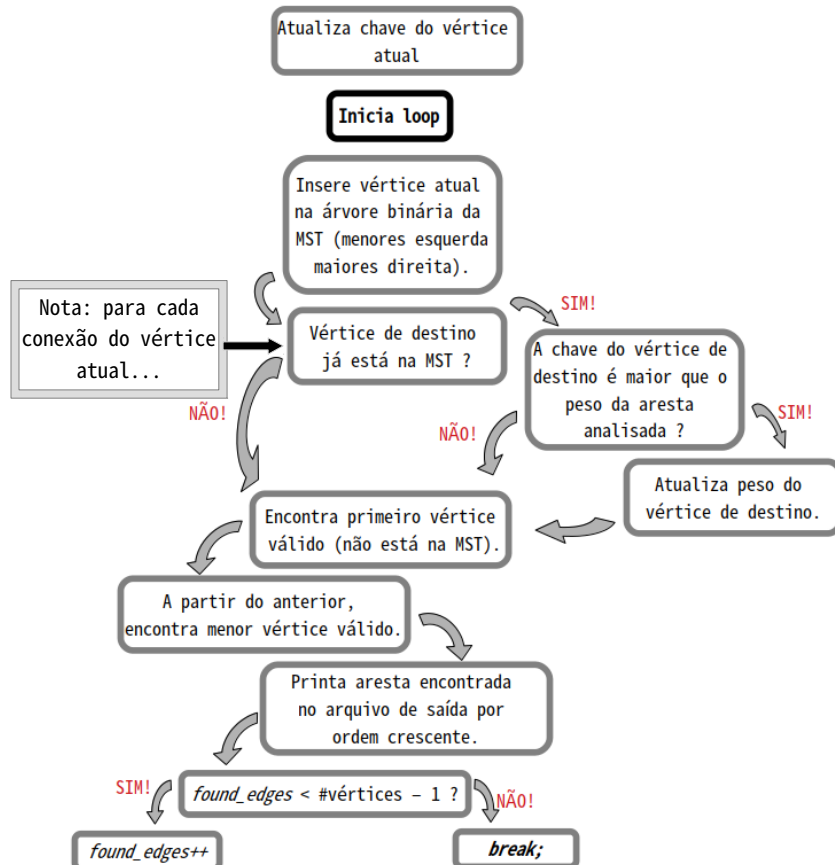 Atualiza chave do vértice
atual
Inicia loop
Insere vértice atual
na árvore binária da
MST (menores esquerda
maiores direita).
Nota: para cada
conexão do vértice
atual...
Vértice de destino
já está na MST ?
SIM!
A chave do vértice de
destino é maior que o
peso da aresta
analisada ?
NÃO!
NÃO!
SIM!
Atualiza peso do
vértice de destino.
Encontra primeiro vértice
válido (não está na MST).
A partir do anterior,
encontra menor vértice válido.
Printa aresta encontrada
no arquivo de saída por
ordem crescente.
found_edges < #vértices – 1 ?
SIM!
NÃO!
found_edges++
break;